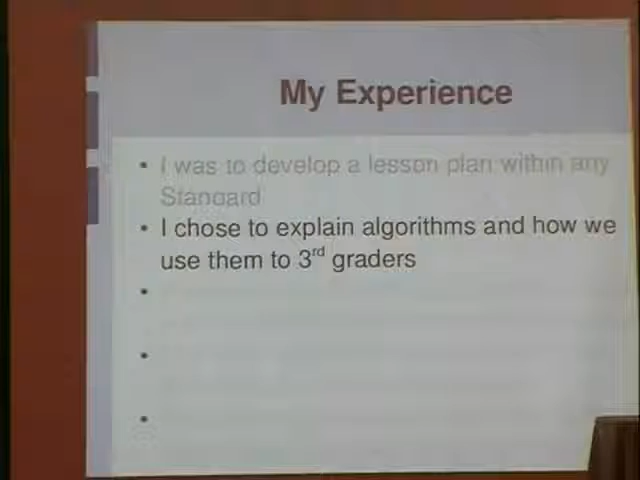 My Experience
• I was to develop a lesson plan within any
Standard
• I chose to explain algorithms and how we
use them to 3rd graders
•
•
•